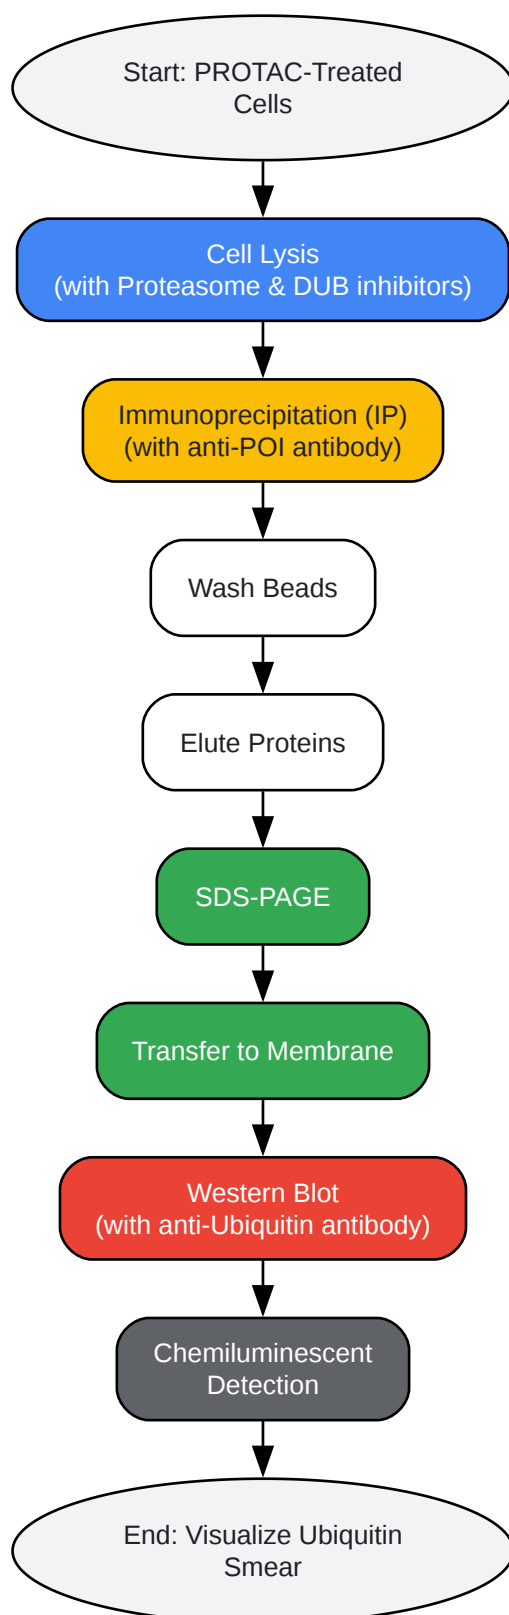 Start: PROTAC-Treated
Cells
Cell Lysis
(with Proteasome & DUB inhibitors)
Immunoprecipitation (IP)
(with anti-POI antibody)
Wash Beads
Elute Proteins
SDS-PAGE
Transfer to Membrane
Western Blot
(with anti-Ubiquitin antibody)
Chemiluminescent
Detection
End: Visualize Ubiquitin
Smear